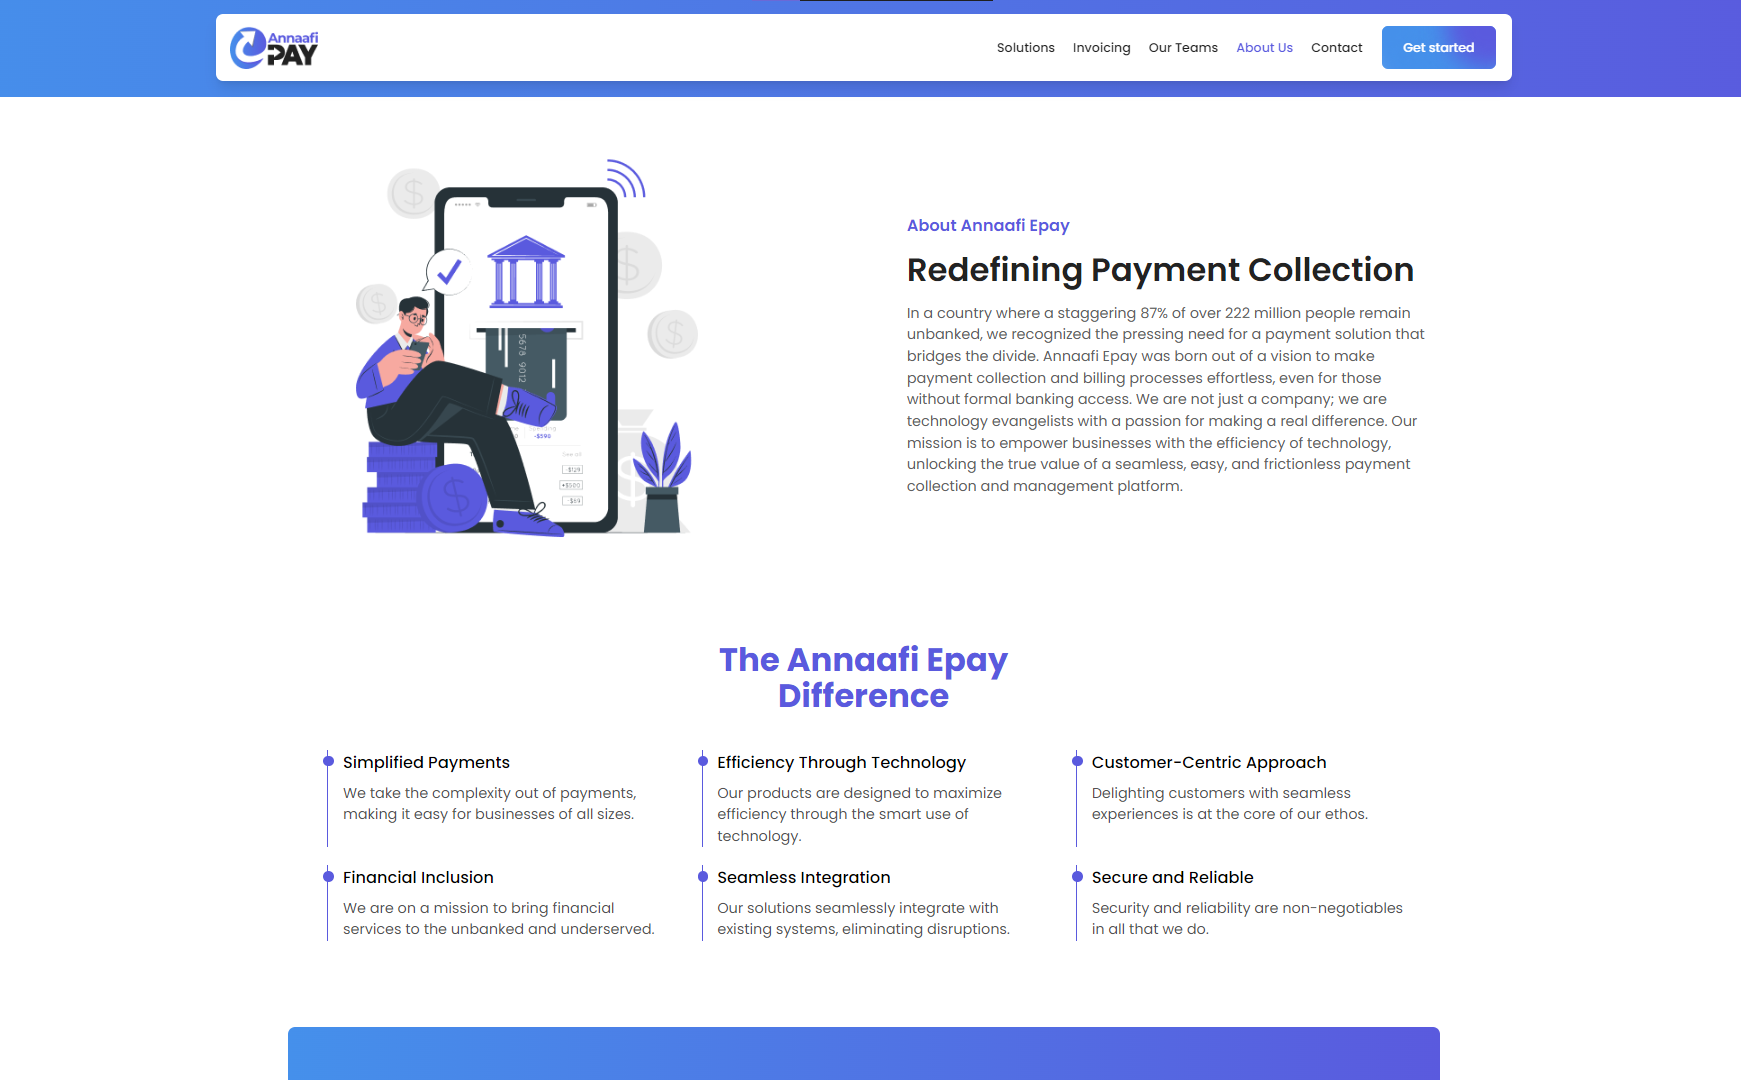 Annaafi
PAY
Solutions Invoicing Our Teams About Us Contact Get started
5678 9012
-$590
See all
-$129
+$500
-$89
About Annaafi Epay
Redefining Payment Collection
In a country where a staggering 87% of over 222 million people remain
unbanked, we recognized the pressing need for a payment solution that
bridges the divide. Annaafi Epay was born out of a vision to make
payment collection and billing processes effortless, even for those
without formal banking access. We are not just a company; we are
technology evangelists with a passion for making a real difference. Our
mission is to empower businesses with the efficiency of technology,
unlocking the true value of a seamless, easy, and frictionless payment
collection and management platform.
The Annaafi Epay
Difference
Simplified Payments
We take the complexity out of payments,
making it easy for businesses of all sizes.
Efficiency Through Technology
Our products are designed to maximize
efficiency through the smart use of
technology.
Customer-Centric Approach
Delighting customers with seamless
experiences is at the core of our ethos.
Financial Inclusion
We are on a mission to bring financial
services to the unbanked and underserved.
Seamless Integration
Our solutions seamlessly integrate with
existing systems, eliminating disruptions.
Secure and Reliable
Security and reliability are non-negotiables
in all that we do.